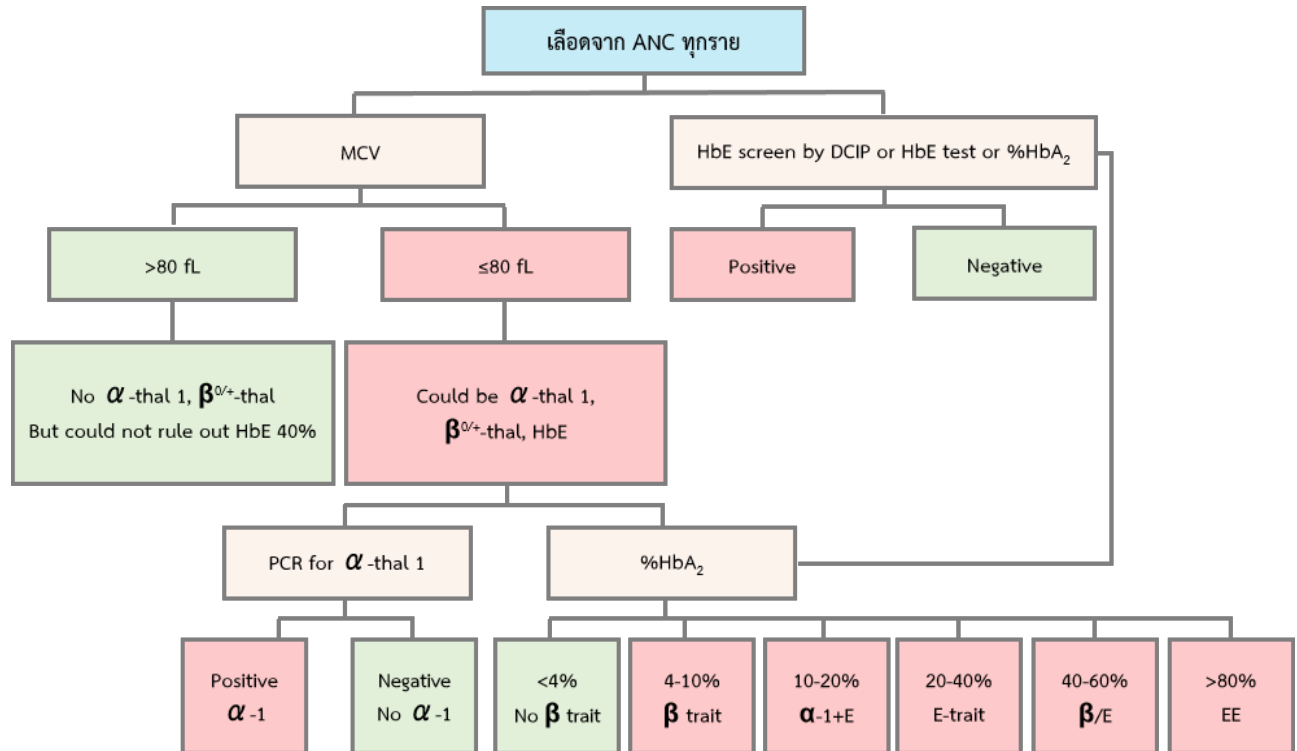 เลือดจาก ANC ทุกราย
MCV
HbE screen by DCIP or HbE test or %HbA₂
>80 fL
≤80 fL
Positive
Negative
No α -thal 1, β⁰ᐟ⁺-thal
But could not rule out HbE 40%
Could be α -thal 1,
β⁰ᐟ⁺-thal, HbE
PCR for α -thal 1
%HbA₂
Positive
α -1
Negative
No α -1
<4%
No β trait
4-10%
β trait
10-20%
α-1+E
20-40%
E-trait
40-60%
β/E
>80%
EE